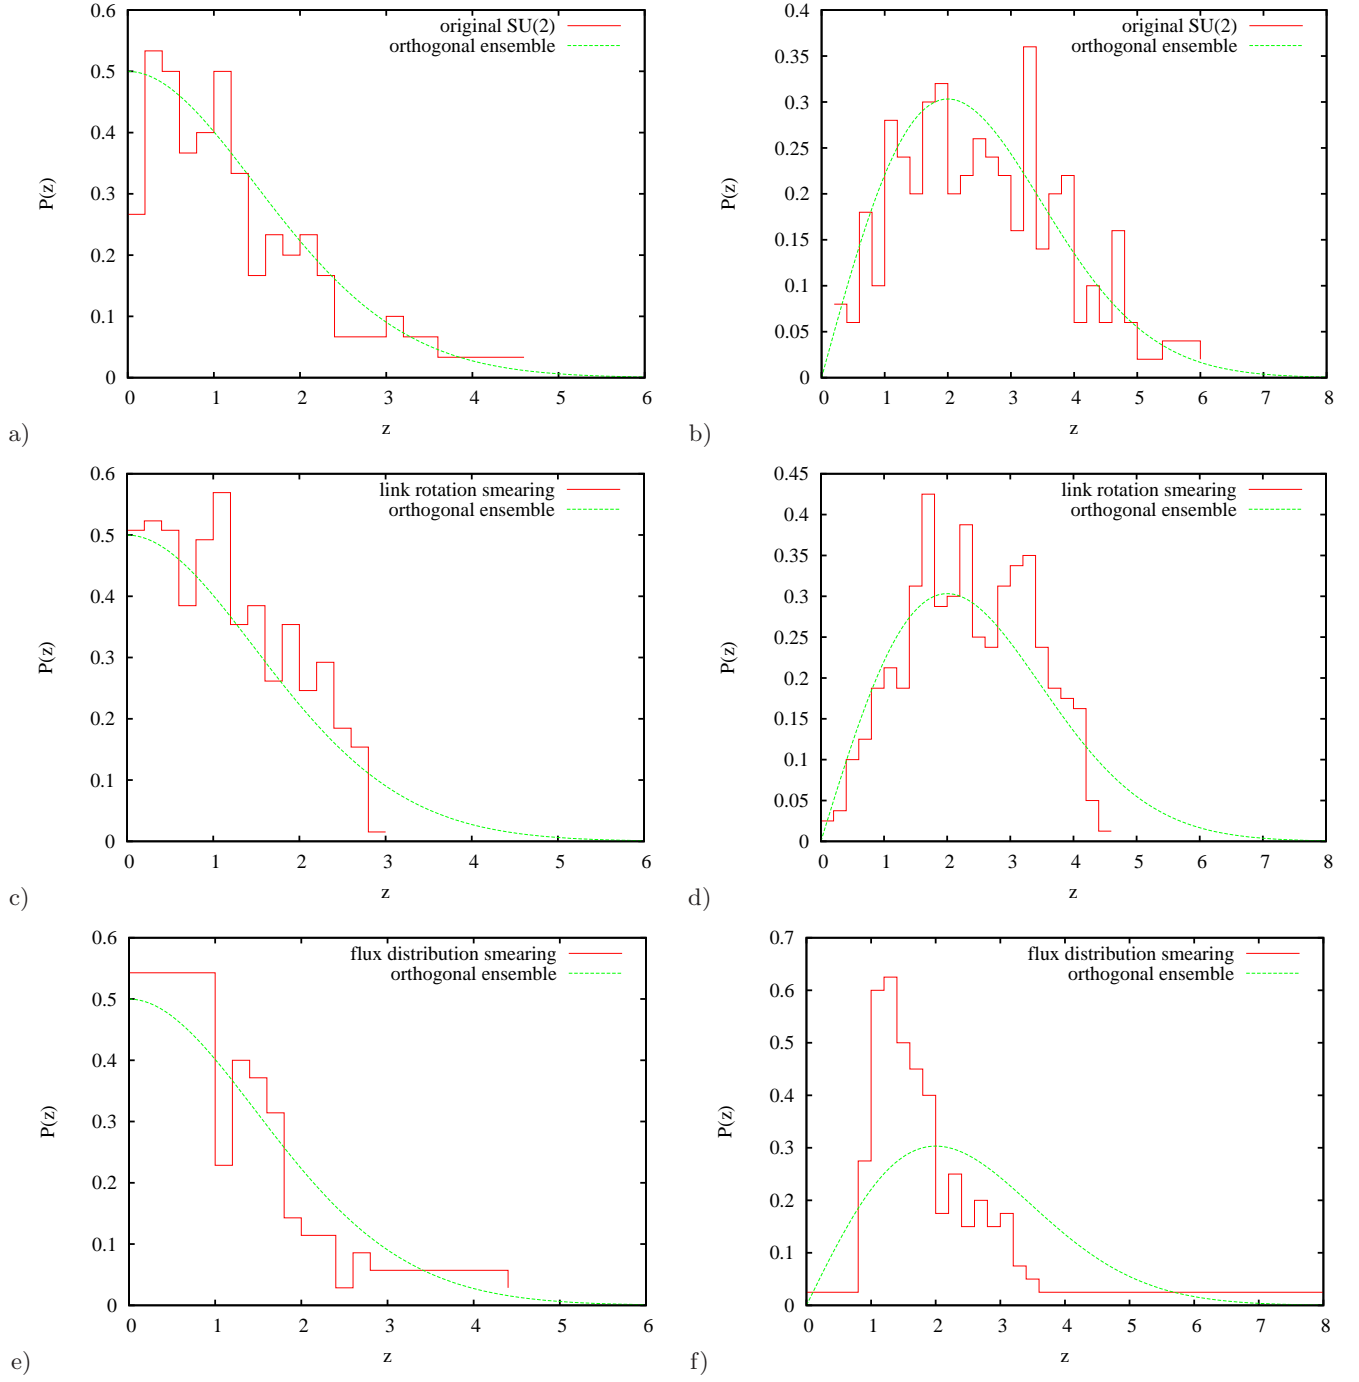 0.6
0.5
0.4
0.3
0.2
0.1
0
P(z)
original SU(2)
orthogonal ensemble
0 1 2 3 4 5 6
z
a)
0.4
0.35
0.3
0.25
0.2
0.15
0.1
0.05
0
P(z)
original SU(2)
orthogonal ensemble
0 1 2 3 4 5 6 7 8
z
b)
0.6
0.5
0.4
0.3
0.2
0.1
0
P(z)
link rotation smearing
orthogonal ensemble
0 1 2 3 4 5 6
z
c)
0.45
0.4
0.35
0.3
0.25
0.2
0.15
0.1
0.05
0
P(z)
link rotation smearing
orthogonal ensemble
0 1 2 3 4 5 6 7 8
z
d)
0.6
0.5
0.4
0.3
0.2
0.1
0
P(z)
flux distribution smearing
orthogonal ensemble
0 1 2 3 4 5 6
z
e)
0.7
0.6
0.5
0.4
0.3
0.2
0.1
0
P(z)
flux distribution smearing
orthogonal ensemble
0 1 2 3 4 5 6 7 8
z
f)